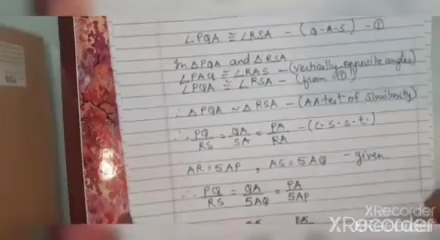 ∠PQA ≅ ∠RSA - (Q-A-S) - ①
In △PQA and △RSA
∠PAQ ≅ ∠RAS - (vertically opposite angles)
∠PQA ≅ ∠RSA - (from ①)
∴ △PQA ~ △RSA - (AA test of similarity)
∴ PQ/RS = QA/SA = PA/RA - (c.s.s.t.)
AR = 5AP , AS = 5AQ - given
∴ PQ/RS = QA/5AQ = PA/5AP
XRecorder
XRecorder